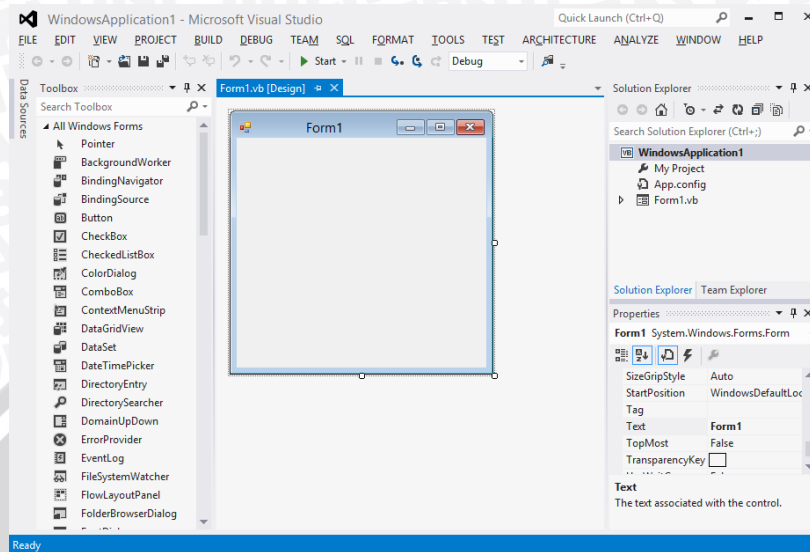 WindowsApplication1 - Microsoft Visual Studio
Quick Launch (Ctrl+Q)
FILE EDIT VIEW PROJECT BUILD DEBUG TEAM SQL FORMAT TOOLS TEST ARCHITECTURE ANALYZE WINDOW HELP
Start
Debug
Data Sources
Toolbox
Search Toolbox
All Windows Forms
Pointer
BackgroundWorker
BindingNavigator
BindingSource
Button
CheckBox
CheckedListBox
ColorDialog
ComboBox
ContextMenuStrip
DataGridView
DataSet
DateTimePicker
DirectoryEntry
DirectorySearcher
DomainUpDown
ErrorProvider
EventLog
FileSystemWatcher
FlowLayoutPanel
FolderBrowserDialog
Form1.vb [Design]
Form1
Solution Explorer
Search Solution Explorer (Ctrl+;)
VB WindowsApplication1
My Project
App.config
Form1.vb
Solution Explorer Team Explorer
Properties
Form1 System.Windows.Forms.Form
SizeGripStyle Auto
StartPosition WindowsDefaultLoc
Tag
Text Form1
TopMost False
TransparencyKey
Text
The text associated with the control.
Ready